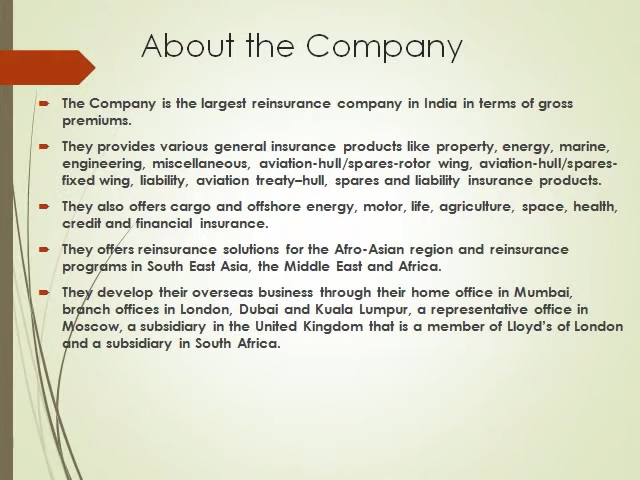 About the Company
The Company is the largest reinsurance company in India in terms of gross
premiums.
They provides various general insurance products like property, energy, marine,
engineering, miscellaneous, aviation-hull/spares-rotor wing, aviation-hull/spares-
fixed wing, liability, aviation treaty–hull, spares and liability insurance products.
They also offers cargo and offshore energy, motor, life, agriculture, space, health,
credit and financial insurance.
They offers reinsurance solutions for the Afro-Asian region and reinsurance
programs in South East Asia, the Middle East and Africa.
They develop their overseas business through their home office in Mumbai,
branch offices in London, Dubai and Kuala Lumpur, a representative office in
Moscow, a subsidiary in the United Kingdom that is a member of Lloyd's of London
and a subsidiary in South Africa.